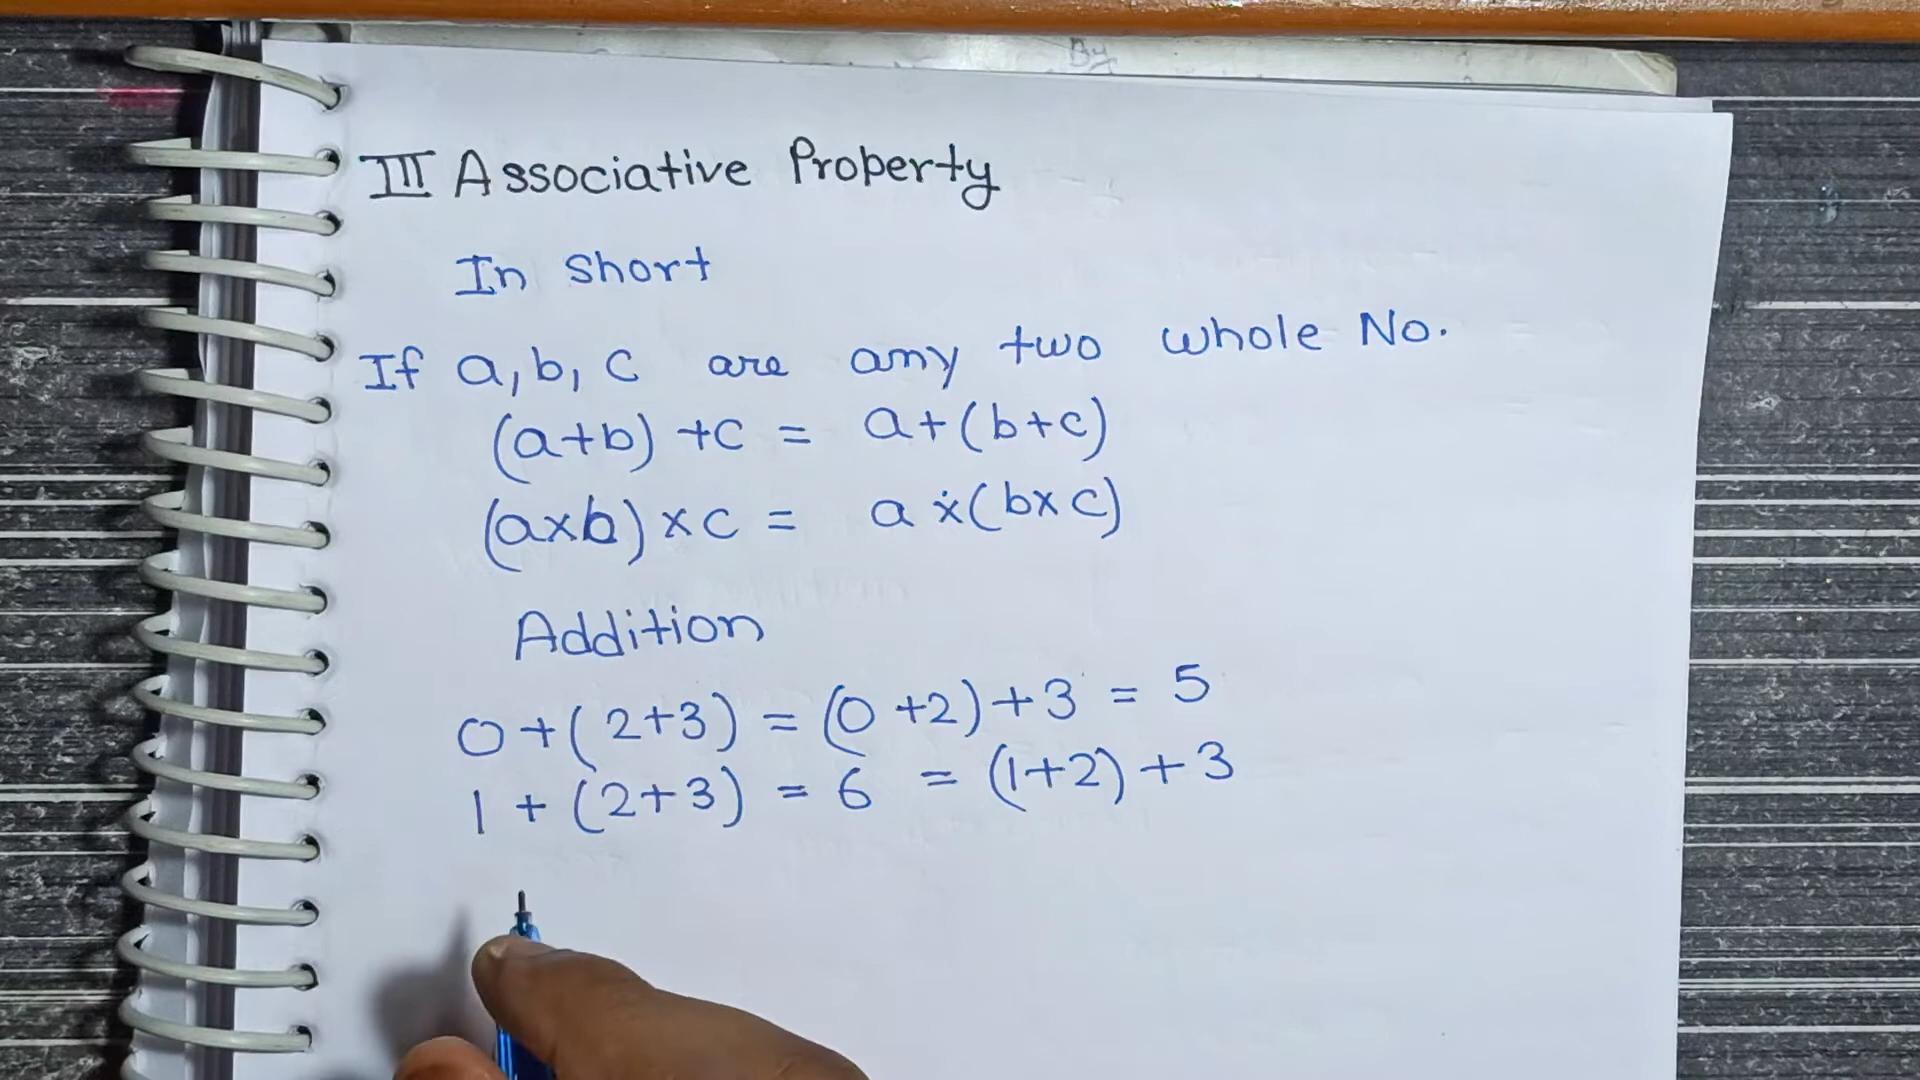 By
III Associative Property
In short
If a, b, c are any two whole No.
(a+b) +c = a+(b+c)
(a×b) × c = a ×(b× c)
Addition
0+( 2+3) = (0 +2)+3 = 5
1 + (2+3) = 6 = (1+2) + 3